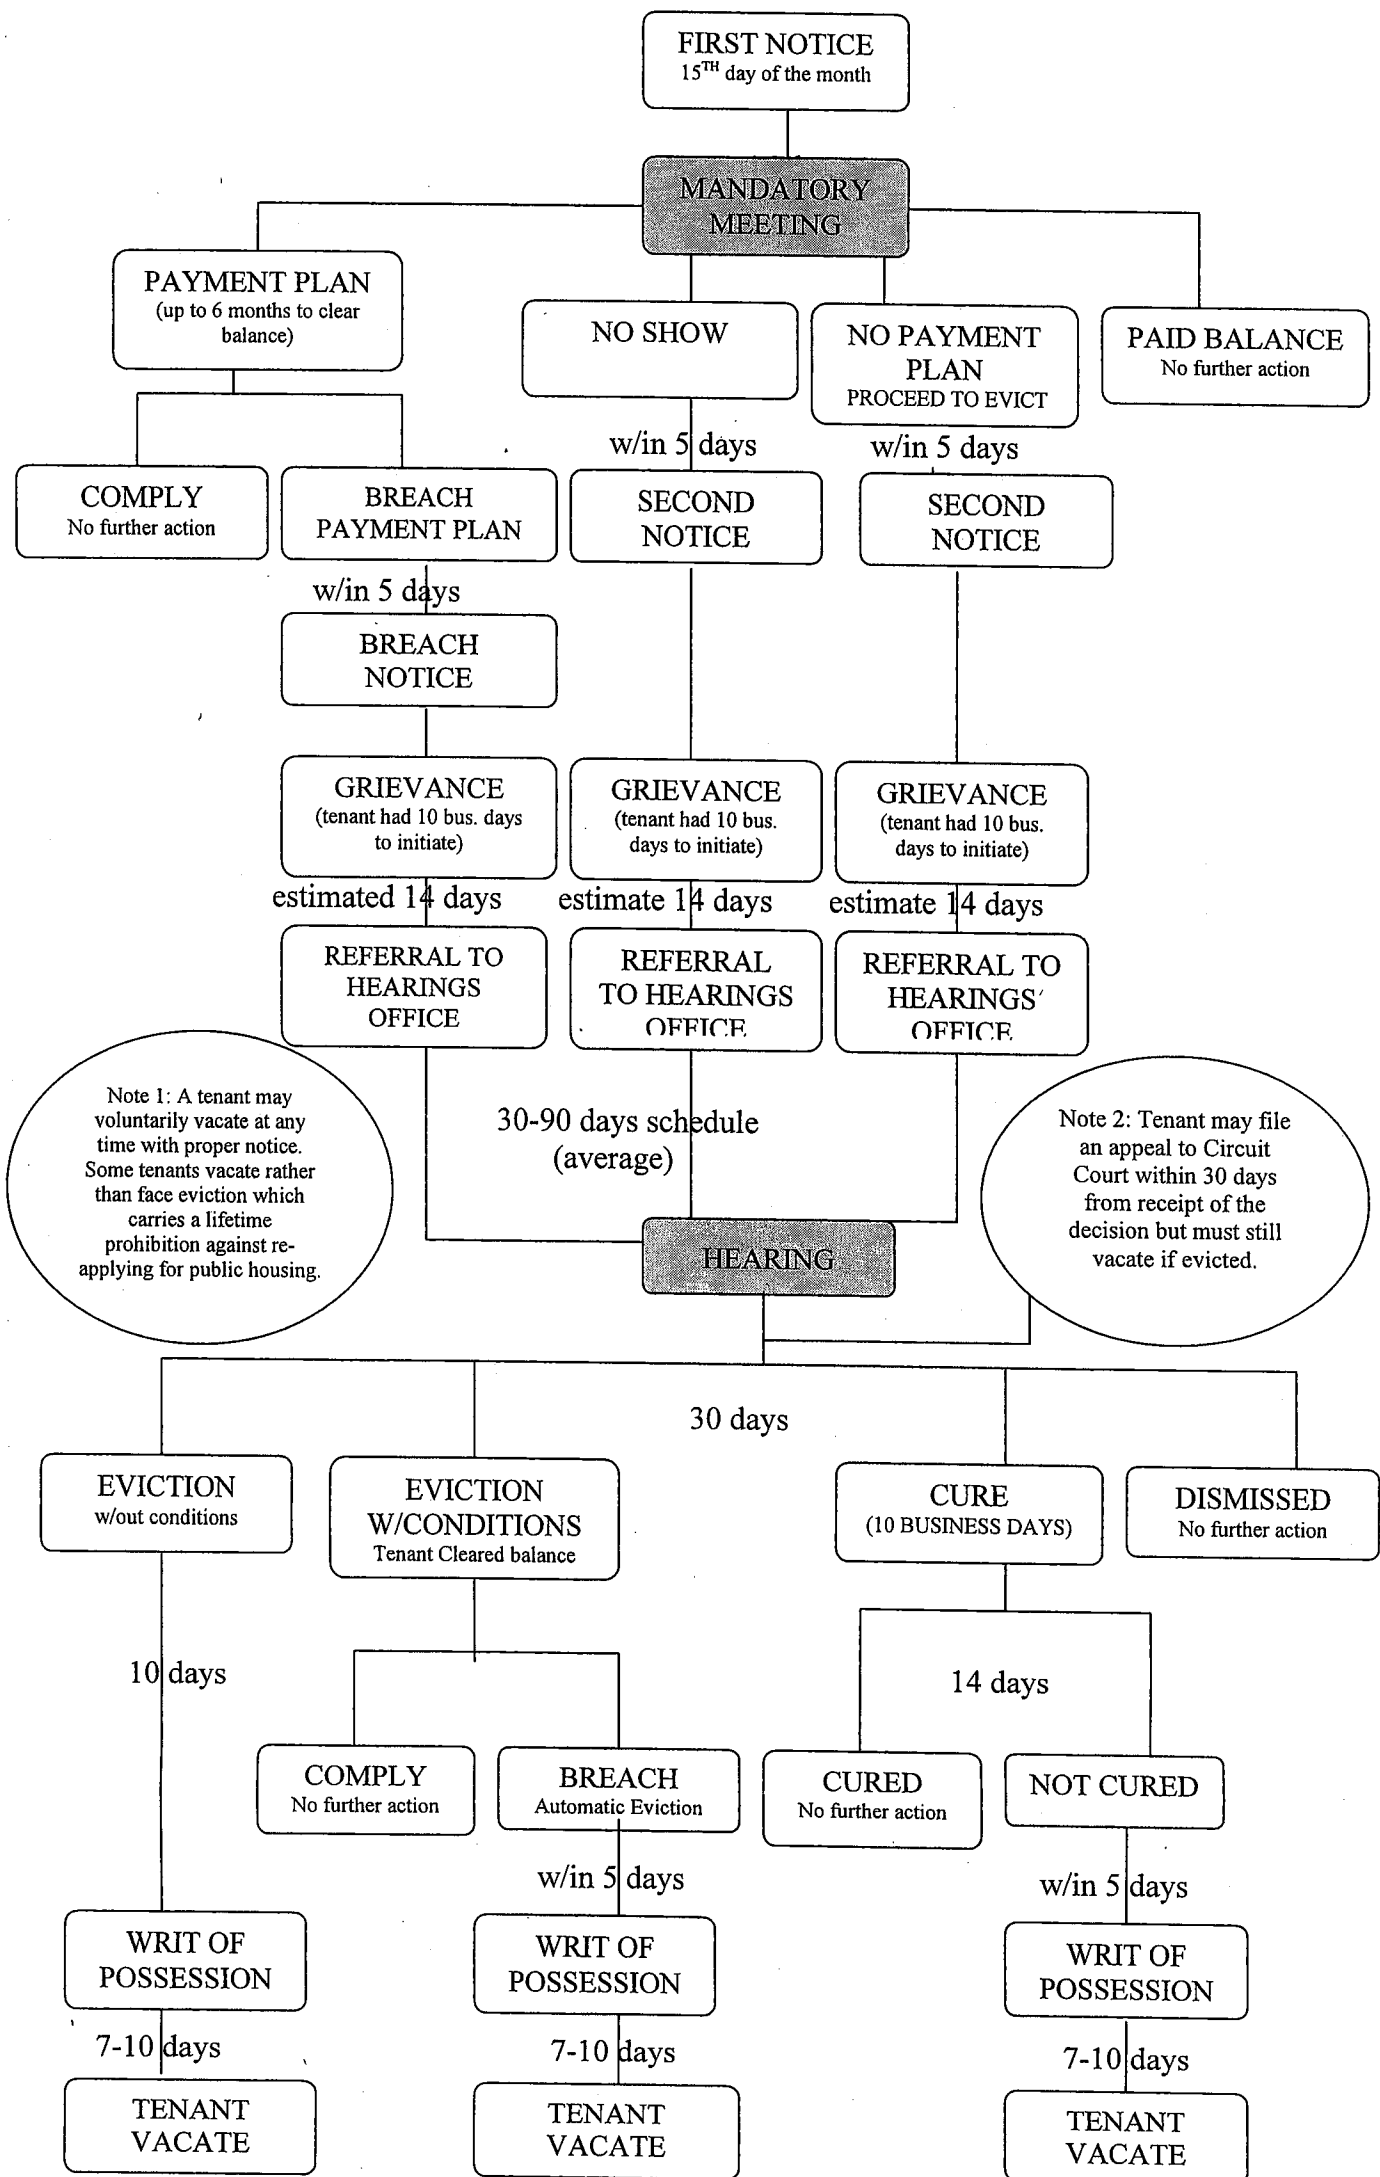 FIRST NOTICE
15TH day of the month
MANDATORY
MEETING
PAYMENT PLAN
(up to 6 months to clear
balance)
NO SHOW
NO PAYMENT
PLAN
PROCEED TO EVICT
PAID BALANCE
No further action
w/in 5 days
w/in 5 days
COMPLY
No further action
BREACH
PAYMENT PLAN
SECOND
NOTICE
SECOND
NOTICE
w/in 5 days
BREACH
NOTICE
GRIEVANCE
(tenant had 10 bus. days
to initiate)
GRIEVANCE
(tenant had 10 bus.
days to initiate)
GRIEVANCE
(tenant had 10 bus.
days to initiate)
estimated 14 days
estimate 14 days
estimate 14 days
REFERRAL TO
HEARINGS
OFFICE
REFERRAL
TO HEARINGS
OFFICE
REFERRAL TO
HEARINGS
OFFICE
Note 1: A tenant may
voluntarily vacate at any
time with proper notice.
Some tenants vacate rather
than face eviction which
carries a lifetime
prohibition against re-
applying for public housing.
30-90 days schedule
(average)
Note 2: Tenant may file
an appeal to Circuit
Court within 30 days
from receipt of the
decision but must still
vacate if evicted.
HEARING
30 days
EVICTION
w/out conditions
EVICTION
W/CONDITIONS
Tenant Cleared balance
CURE
(10 BUSINESS DAYS)
DISMISSED
No further action
10 days
14 days
COMPLY
No further action
BREACH
Automatic Eviction
CURED
No further action
NOT CURED
w/in 5 days
w/in 5 days
WRIT OF
POSSESSION
WRIT OF
POSSESSION
WRIT OF
POSSESSION
7-10 days
7-10 days
7-10 days
TENANT
VACATE
TENANT
VACATE
TENANT
VACATE